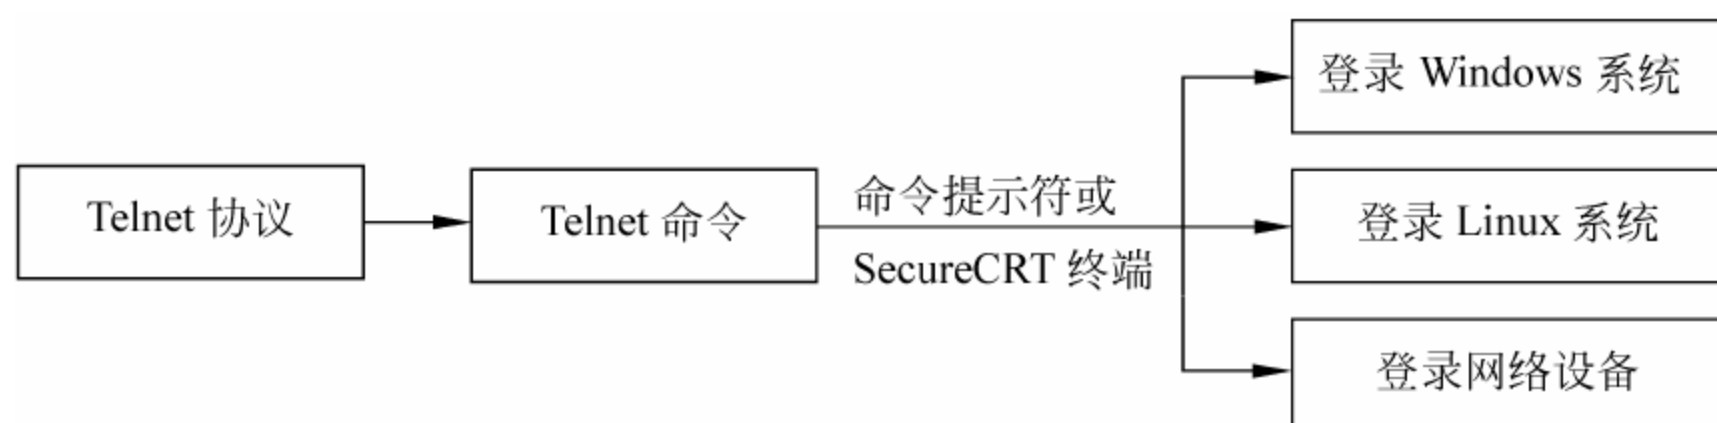 Telnet 协议
Telnet 命令
命令提示符或
SecureCRT 终端
登录 Windows 系统
登录 Linux 系统
登录网络设备